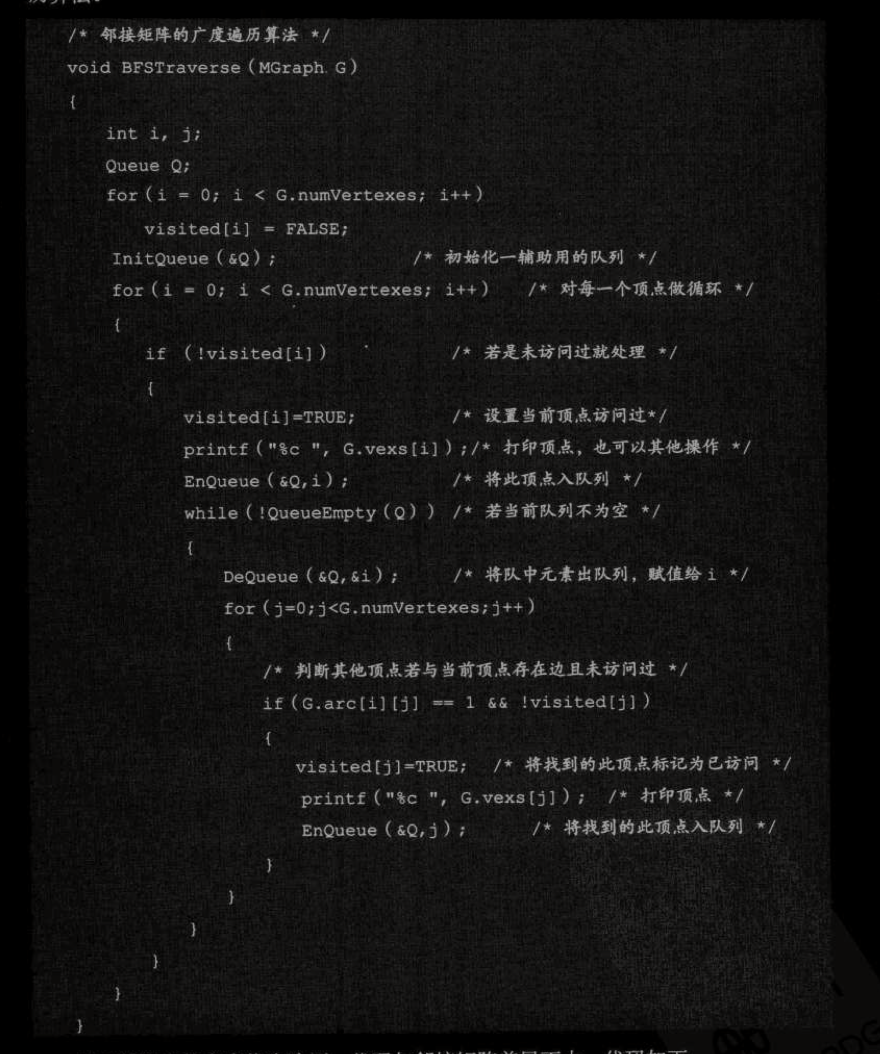 /* 邻接矩阵的广度遍历算法 */
void BFSTraverse(MGraph G)
{
int i, j;
Queue Q;
for(i = 0; i < G.numVertexes; i++)
visited[i] = FALSE;
InitQueue(&Q); /* 初始化一辅助用的队列 */
for(i = 0; i < G.numVertexes; i++) /* 对每一个顶点做循环 */
{
if (!visited[i]) /* 若是未访问过就处理 */
{
visited[i]=TRUE; /* 设置当前顶点访问过*/
printf("%c ", G.vexs[i]);/* 打印顶点，也可以其他操作 */
EnQueue(&Q,i); /* 将此顶点入队列 */
while(!QueueEmpty(Q)) /* 若当前队列不为空 */
{
DeQueue(&Q,&i); /* 将队中元素出队列，赋值给 i */
for(j=0;j<G.numVertexes;j++)
{
/* 判断其他顶点若与当前顶点存在边且未访问过 */
if(G.arc[i][j] == 1 && !visited[j])
{
visited[j]=TRUE; /* 将找到的此顶点标记为已访问 */
printf("%c ", G.vexs[j]); /* 打印顶点 */
EnQueue(&Q,j); /* 将找到的此顶点入队列 */
}
}
}
}
}
}